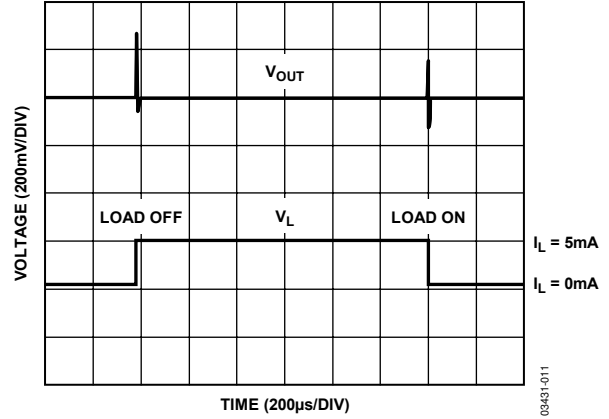 VOLTAGE (200mV/DIV)
VOUT
LOAD OFF
VL
LOAD ON
IL = 5mA
IL = 0mA
TIME (200µs/DIV)
03431-011